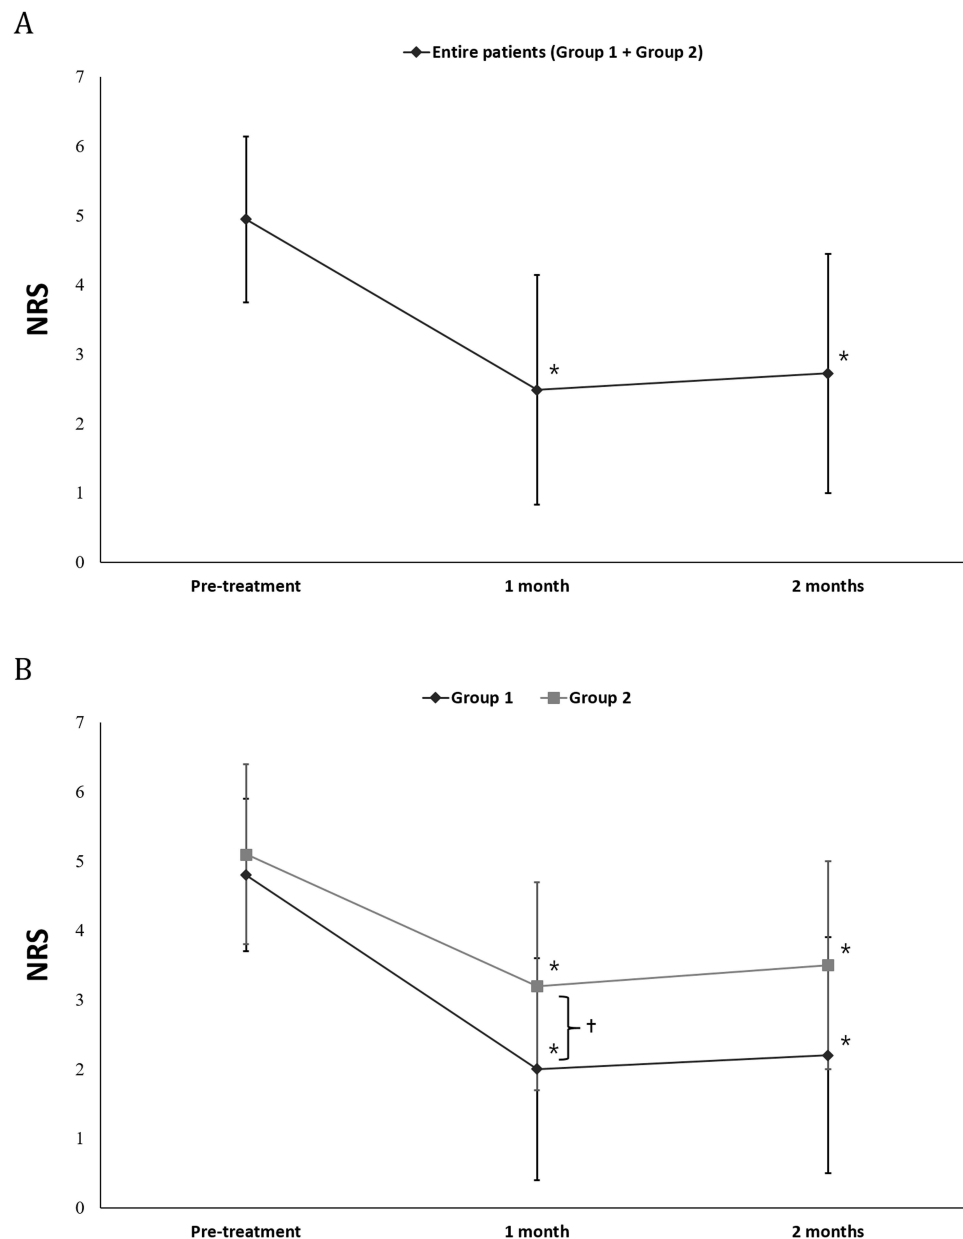 A
Entire patients (Group 1 + Group 2)
7
6
5
4
3
2
1
0
NRS
*
*
Pre-treatment 1 month 2 months
B
Group 1 Group 2
7
6
5
4
3
2
1
0
NRS
*
*
*
*
†
Pre-treatment 1 month 2 months